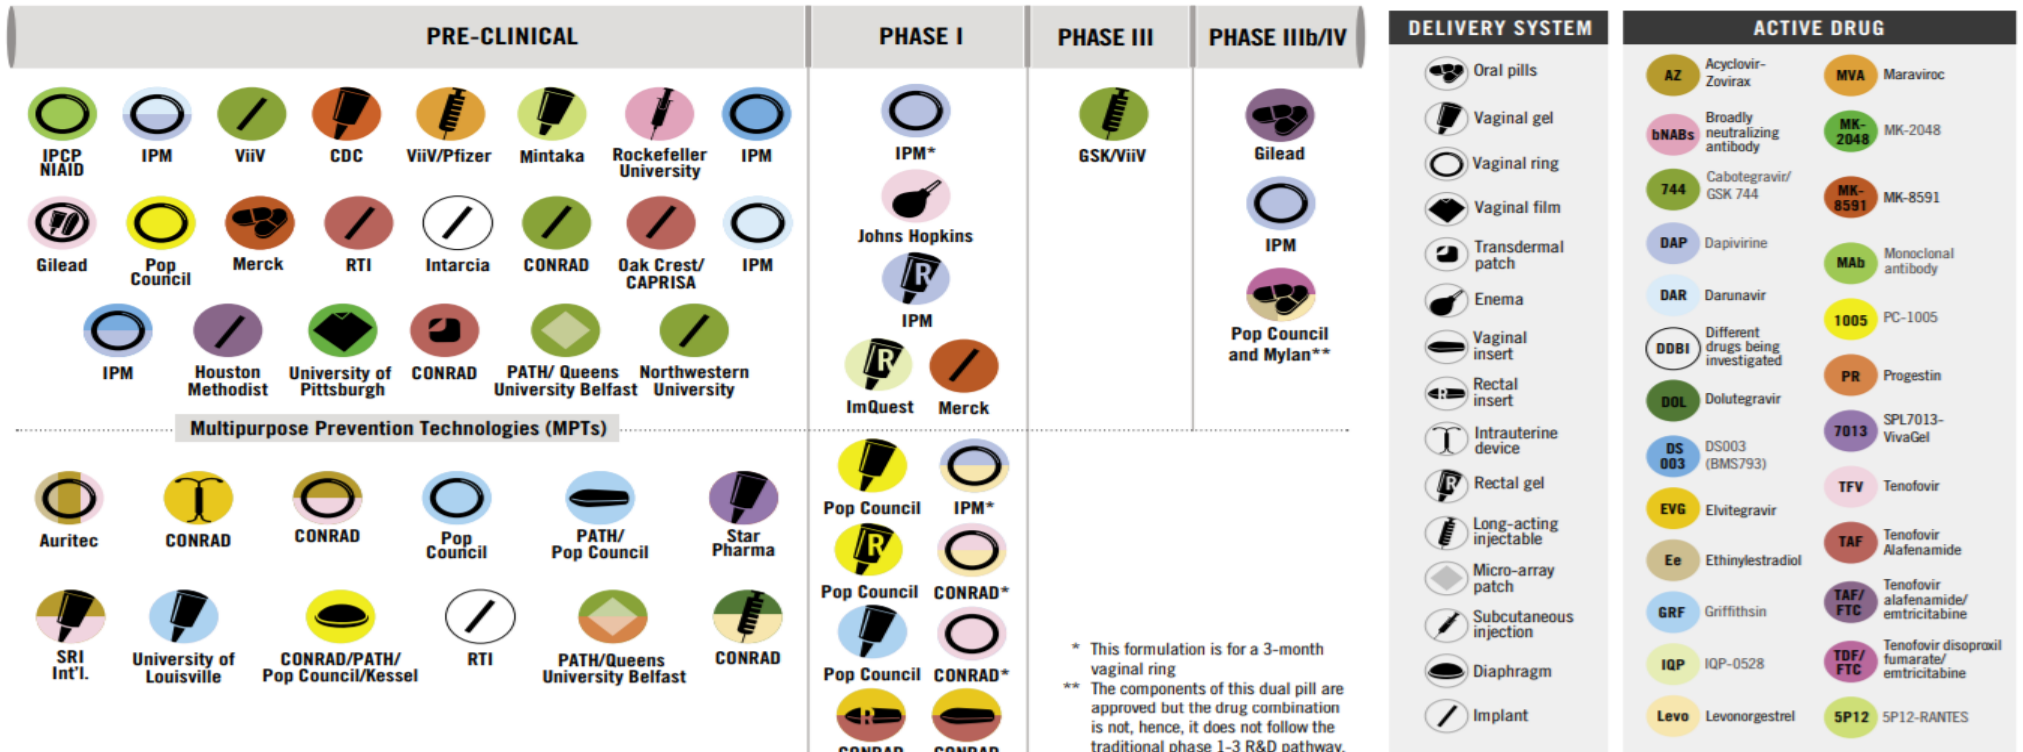 PRE-CLINICAL
PHASE I
PHASE III
PHASE IIIb/IV
IPCP
NIAID
IPM
ViiV
CDC
ViiV/Pfizer
Mintaka
Rockefeller
University
IPM
Gilead
Pop
Council
Merck
RTI
Intarcia
CONRAD
Oak Crest/
CAPRISA
IPM
IPM
Houston
Methodist
University of
Pittsburgh
CONRAD
PATH/ Queens
University Belfast
Northwestern
University
IPM*
Johns Hopkins
R
IPM
R
ImQuest
Merck
GSK/ViiV
Gilead
IPM
Pop Council
and Mylan**
Multipurpose Prevention Technologies (MPTs)
Auritec
CONRAD
CONRAD
Pop
Council
PATH/
Pop Council
Star
Pharma
SRI
Int'l.
University of
Louisville
CONRAD/PATH/
Pop Council/Kessel
RTI
PATH/Queens
University Belfast
CONRAD
Pop Council
IPM*
R
Pop Council
CONRAD*
Pop Council
CONRAD*
R
CONRAD
CONRAD
* This formulation is for a 3-month
vaginal ring
** The components of this dual pill are
approved but the drug combination
is not, hence, it does not follow the
traditional phase 1-3 R&D pathway.
DELIVERY SYSTEM
Oral pills
Vaginal gel
Vaginal ring
Vaginal film
Transdermal
patch
Enema
Vaginal
insert
R
Rectal
insert
Intrauterine
device
R
Rectal gel
Long-acting
injectable
Micro-array
patch
Subcutaneous
injection
Diaphragm
Implant
ACTIVE DRUG
AZ
Acyclovir-
Zovirax
bNABs
Broadly
neutralizing
antibody
744
Cabotegravir/
GSK 744
DAP
Dapivirine
DAR
Darunavir
DDBI
Different
drugs being
investigated
DOL
Dolutegravir
DS
003
DS003
(BMS793)
EVG
Elvitegravir
Ee
Ethinylestradiol
GRF
Griffithsin
IQP
IQP-0528
Levo
Levonorgestrel
MVA
Maraviroc
MK-
2048
MK-2048
MK-
8591
MK-8591
MAb
Monoclonal
antibody
1005
PC-1005
PR
Progestin
7013
SPL7013-
VivaGel
TFV
Tenofovir
TAF
Tenofovir
Alafenamide
TAF/
FTC
Tenofovir
alafenamide/
emtricitabine
TDF/
FTC
Tenofovir disoproxil
fumarate/
emtricitabine
5P12
5P12-RANTES